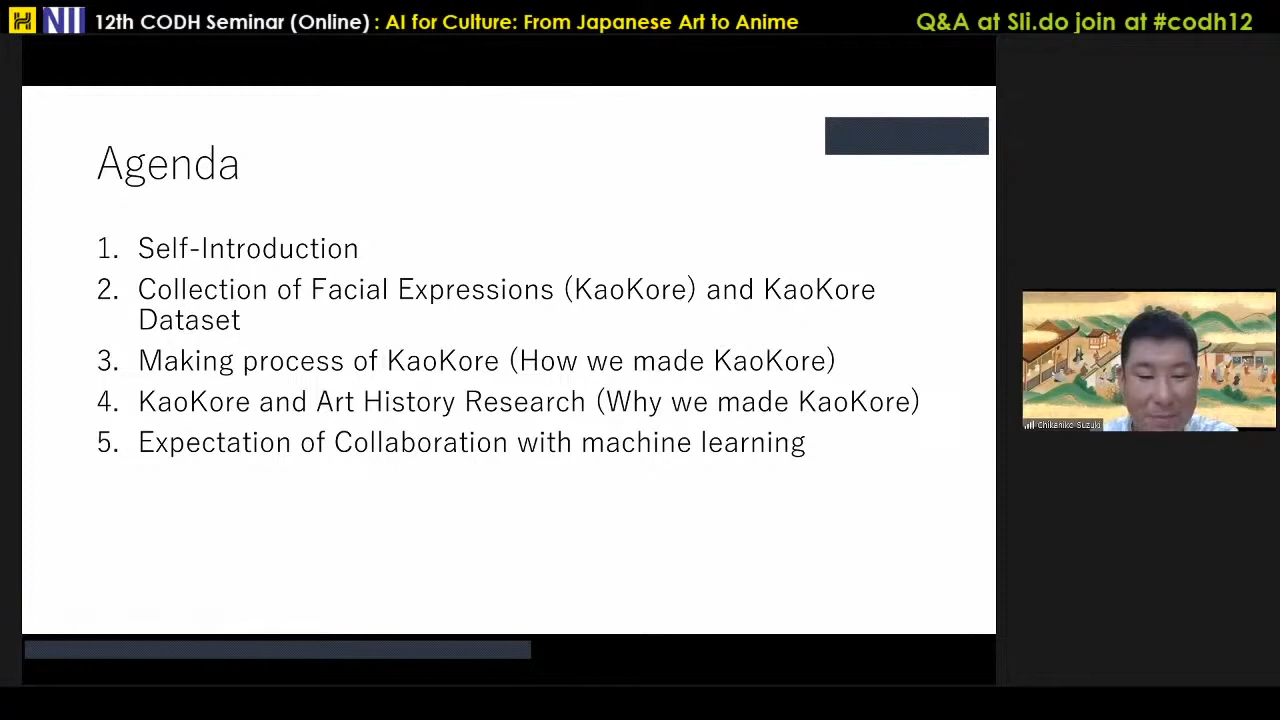 NII 12th CODH Seminar (Online) : AI for Culture: From Japanese Art to Anime
Q&A at Sli.do join at #codh12
Agenda
1. Self-Introduction
2. Collection of Facial Expressions (KaoKore) and KaoKore
Dataset
3. Making process of KaoKore (How we made KaoKore)
4. KaoKore and Art History Research (Why we made KaoKore)
5. Expectation of Collaboration with machine learning
Chikahiko Suzuki